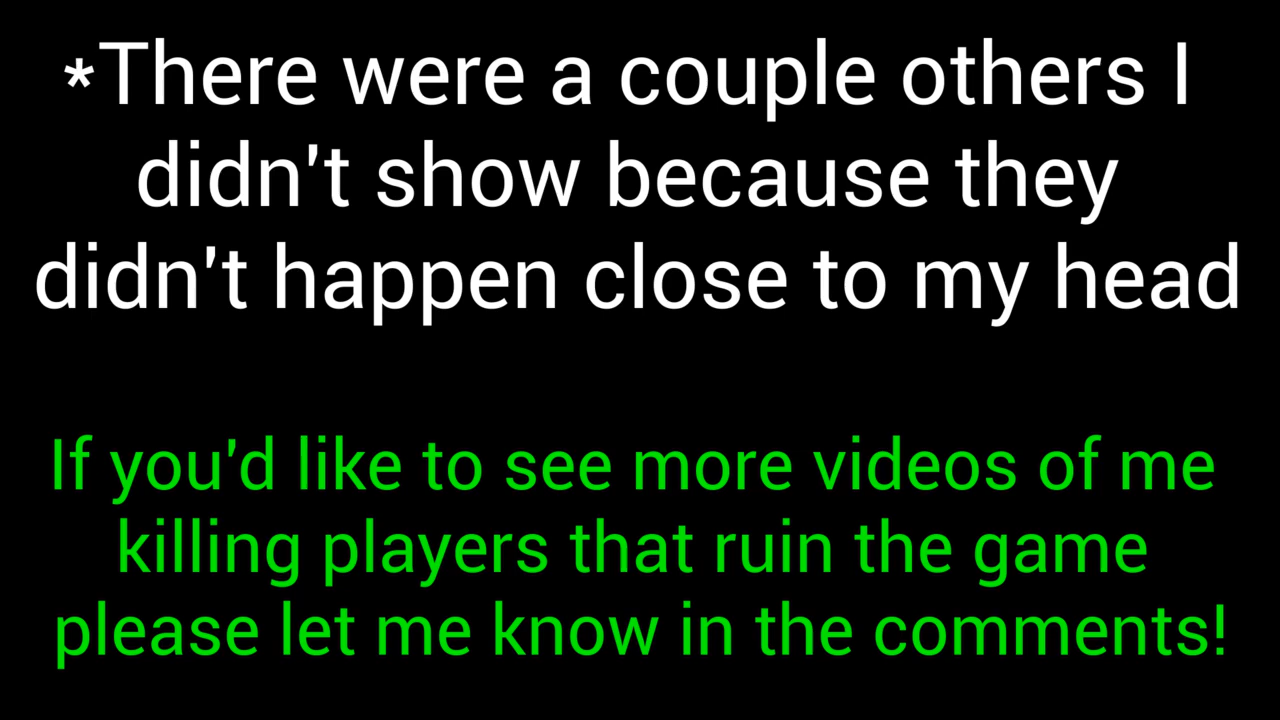 *There were a couple others I
didn't show because they
didn't happen close to my head
If you'd like to see more videos of me
killing players that ruin the game
please let me know in the comments!